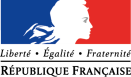 Liberté • Égalité • Fraternité
RÉPUBLIQUE FRANÇAISE